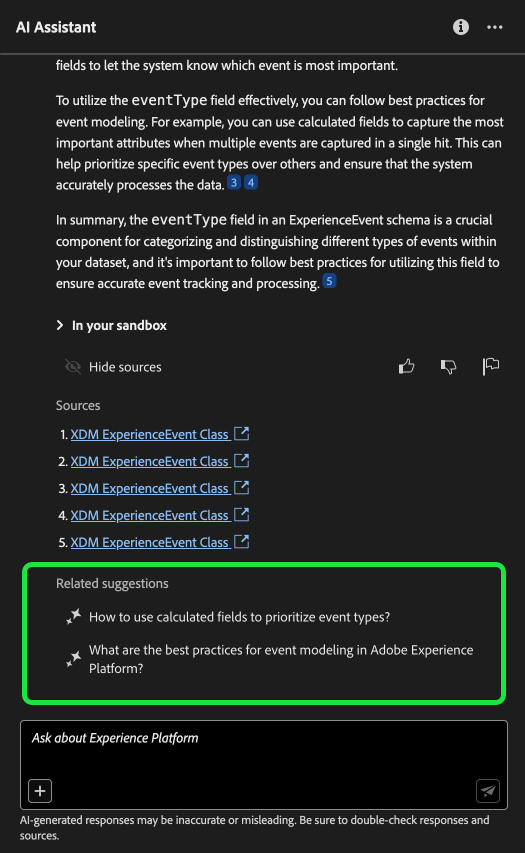 AI Assistant
fields to let the system know which event is most important.
To utilize the eventType field effectively, you can follow best practices for
event modeling. For example, you can use calculated fields to capture the most
important attributes when multiple events are captured in a single hit. This can
help prioritize specific event types over others and ensure that the system
accurately processes the data. 3 4
In summary, the eventType field in an ExperienceEvent schema is a crucial
component for categorizing and distinguishing different types of events within
your dataset, and it's important to follow best practices for utilizing this field to
ensure accurate event tracking and processing. 5
In your sandbox
Hide sources
Sources
1. XDM ExperienceEvent Class
2. XDM ExperienceEvent Class
3. XDM ExperienceEvent Class
4. XDM ExperienceEvent Class
5. XDM ExperienceEvent Class
Related suggestions
How to use calculated fields to prioritize event types?
What are the best practices for event modeling in Adobe Experience
Platform?
Ask about Experience Platform
AI-generated responses may be inaccurate or misleading. Be sure to double-check responses and
sources.